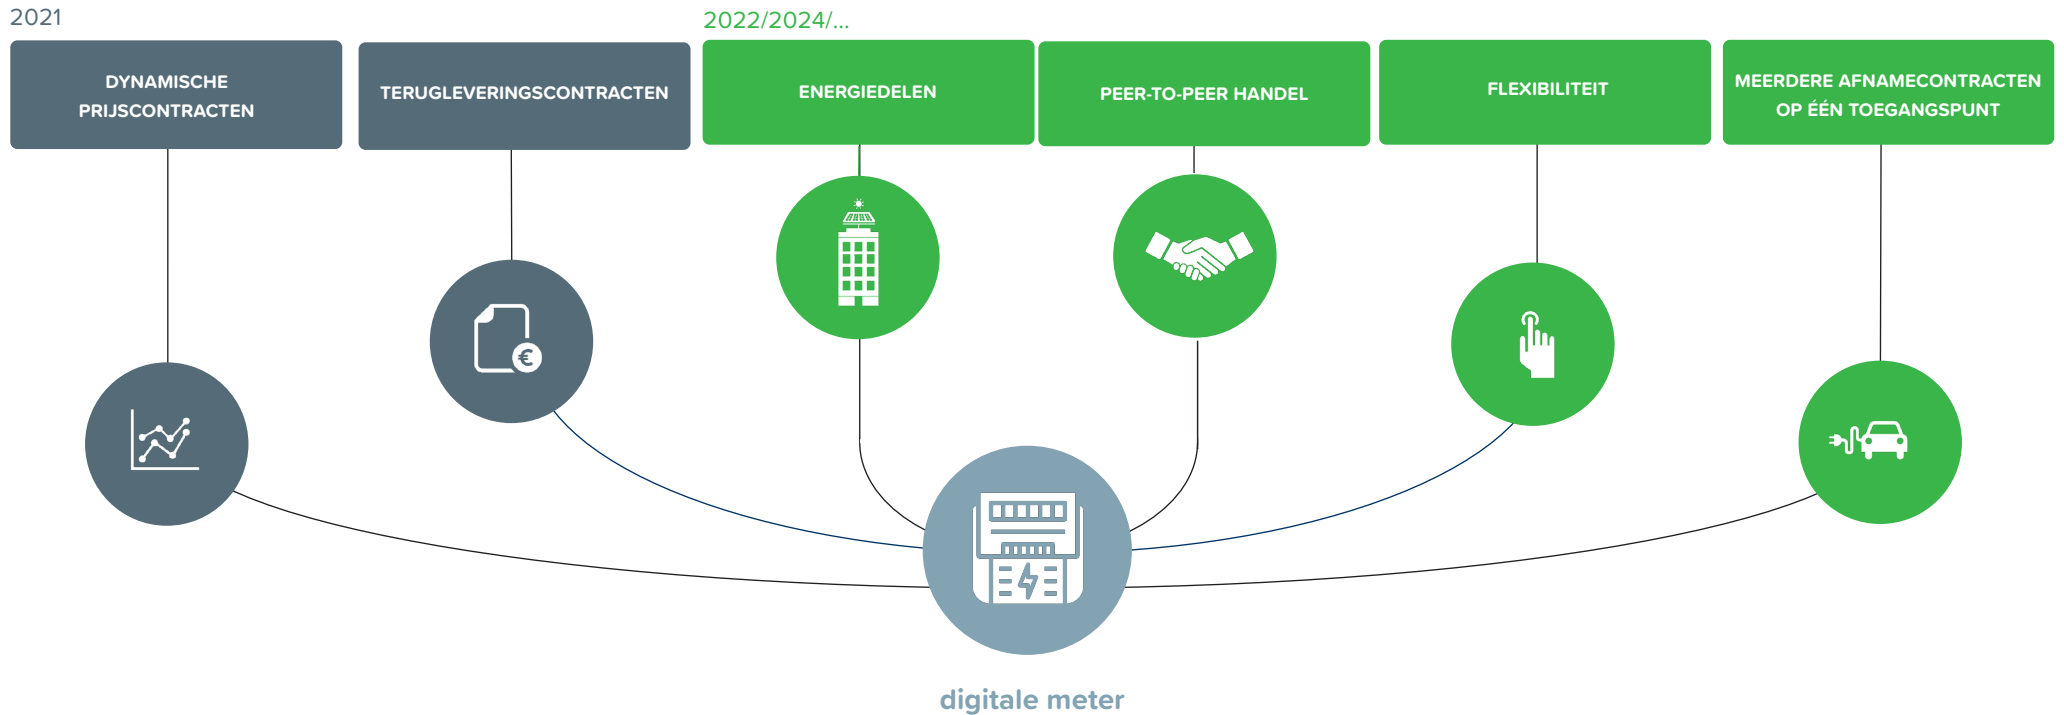 2021
2022/2024/...
DYNAMISCHE
PRIJSCONTRACTEN
TERUGLEVERINGSCONTRACTEN
ENERGIEDELEN
PEER-TO-PEER HANDEL
FLEXIBILITEIT
MEERDERE AFNAMECONTRACTEN
OP ÉÉN TOEGANGSPUNT
€
digitale meter